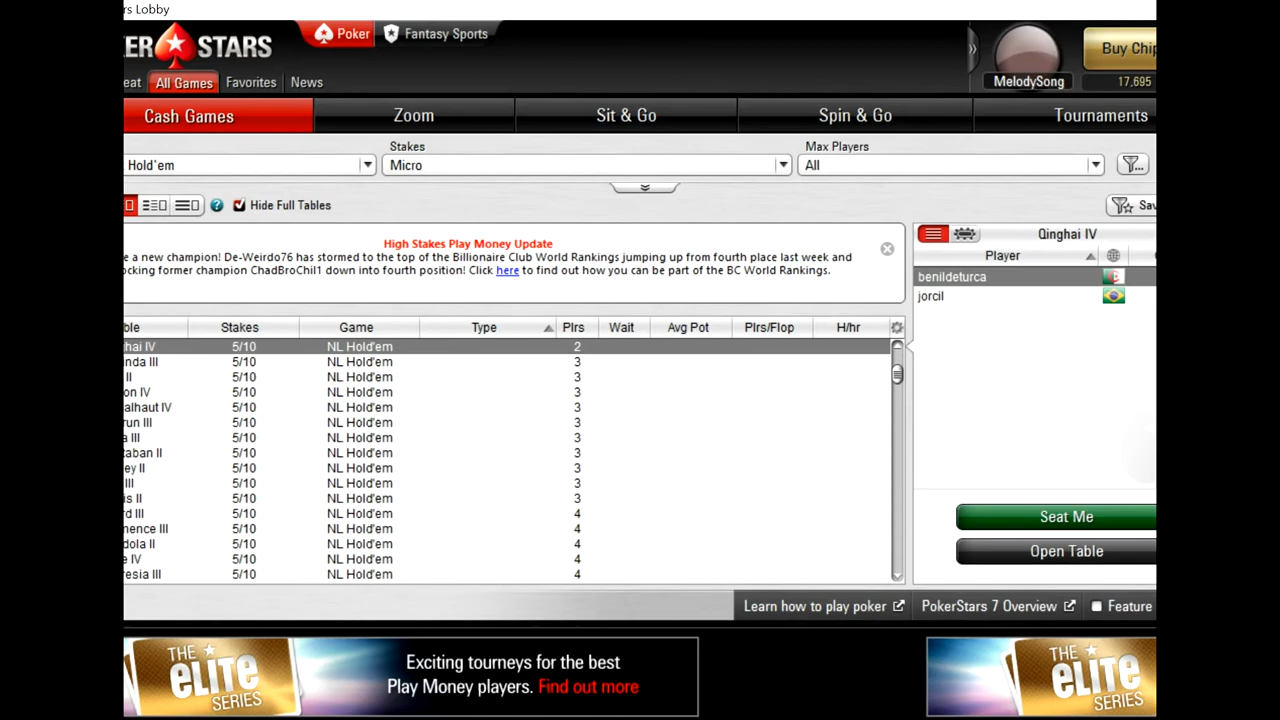 rs Lobby
ER STARS
Poker
Fantasy Sports
MelodySong
Buy Chip
17,695
eat
All Games
Favorites
News
Cash Games
Zoom
Sit & Go
Spin & Go
Tournaments
Stakes
Max Players
Hold'em
Micro
All
Hide Full Tables
Sav
High Stakes Play Money Update
e a new champion! De-Weirdo76 has stormed to the top of the Billionaire Club World Rankings jumping up from fourth place last week and
ocking former champion ChadBroChil1 down into fourth position! Click here to find out how you can be part of the BC World Rankings.
Qinghai IV
Player
benildeturca
jorcil
ble Stakes Game Type Plrs Wait Avg Pot Plrs/Flop H/hr
hai IV 5/10 NL Hold'em 2
nda III 5/10 NL Hold'em 3
II 5/10 NL Hold'em 3
on IV 5/10 NL Hold'em 3
alhaut IV 5/10 NL Hold'em 3
run III 5/10 NL Hold'em 3
a III 5/10 NL Hold'em 3
taban II 5/10 NL Hold'em 3
ey II 5/10 NL Hold'em 3
III 5/10 NL Hold'em 3
is II 5/10 NL Hold'em 3
rd III 5/10 NL Hold'em 4
nence III 5/10 NL Hold'em 4
dola II 5/10 NL Hold'em 4
e IV 5/10 NL Hold'em 4
resia III 5/10 NL Hold'em 4
Seat Me
Open Table
Learn how to play poker
PokerStars 7 Overview
Feature
THE elite SERIES
Exciting tourneys for the best
Play Money players. Find out more
THE elite SERIES